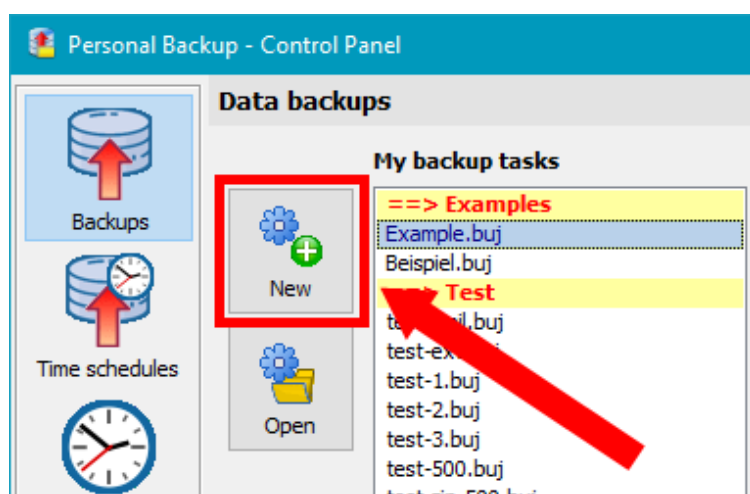 Personal Backup - Control Panel
Data backups
My backup tasks
Backups
Time schedules
New
Open
==> Examples
Example.buj
Beispiel.buj
Test
test-1.buj
test-2.buj
test-3.buj
test-500.buj